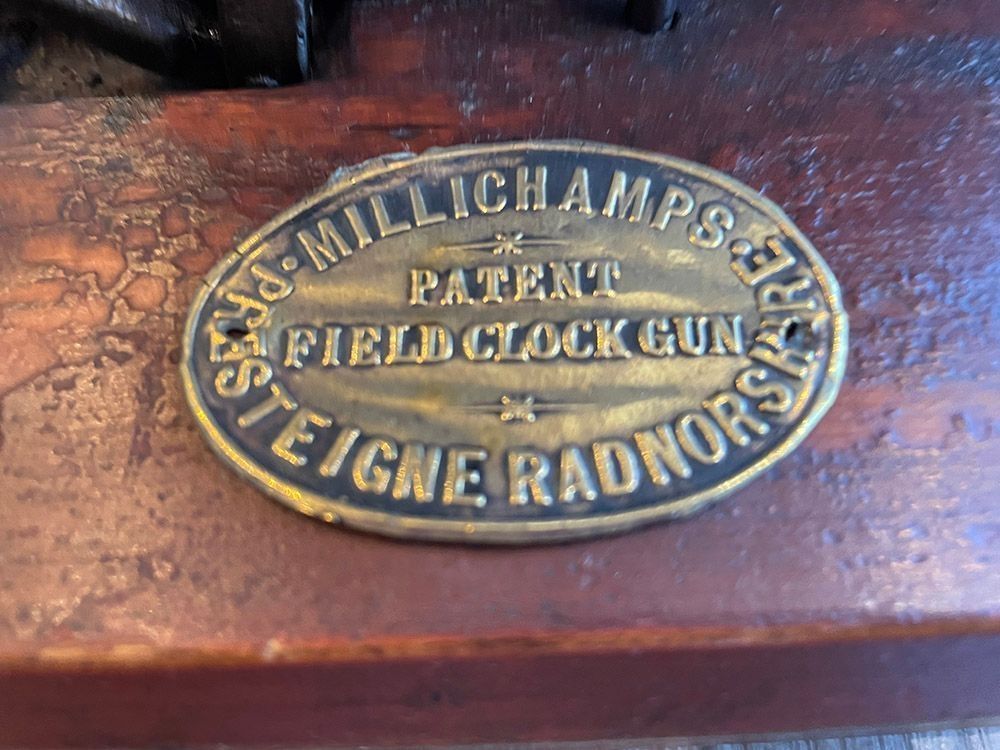 ·MILLICHAMPS·
PATENT
FIELD CLOCK GUN
PRESTEIGNE RADNORSHIRE